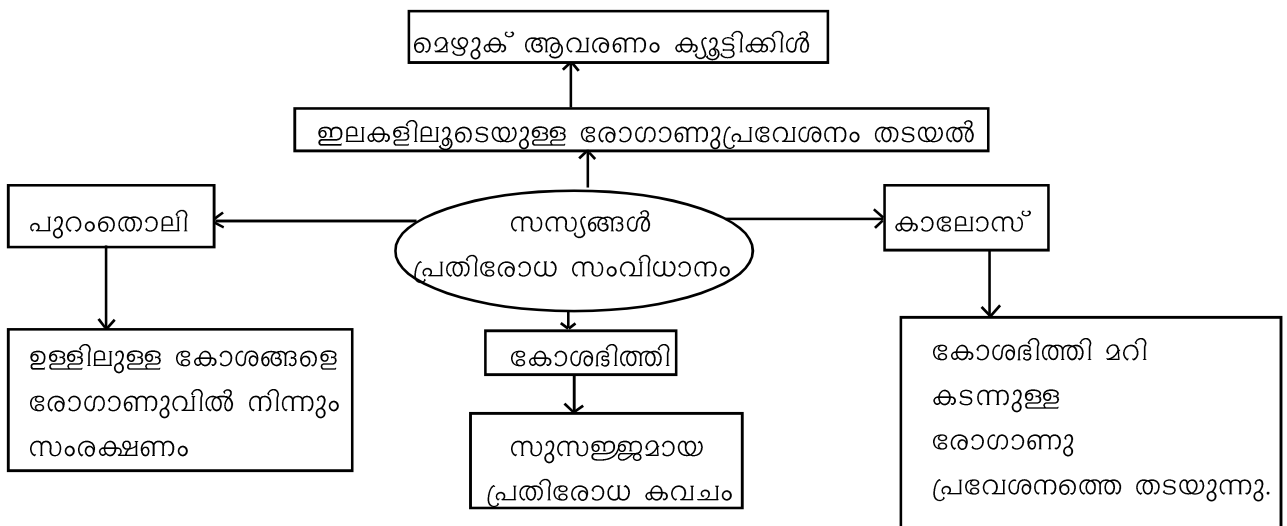 മെഴുക് ആവരണം ക്യൂട്ടിക്കിൾ
ഇലകളിലൂടെയുള്ള രോഗാണുപ്രവേശനം തടയൽ
പുറംതൊലി
സസ്യങ്ങൾ
പ്രതിരോധ സംവിധാനം
കാലോസ്
ഉള്ളിലുള്ള കോശങ്ങളെ
രോഗാണുവിൽ നിന്നും
സംരക്ഷണം
കോശഭിത്തി
സുസജ്ജമായ
പ്രതിരോധ കവചം
കോശഭിത്തി മറി
കടന്നുള്ള
രോഗാണു
പ്രവേശനത്തെ തടയുന്നു.